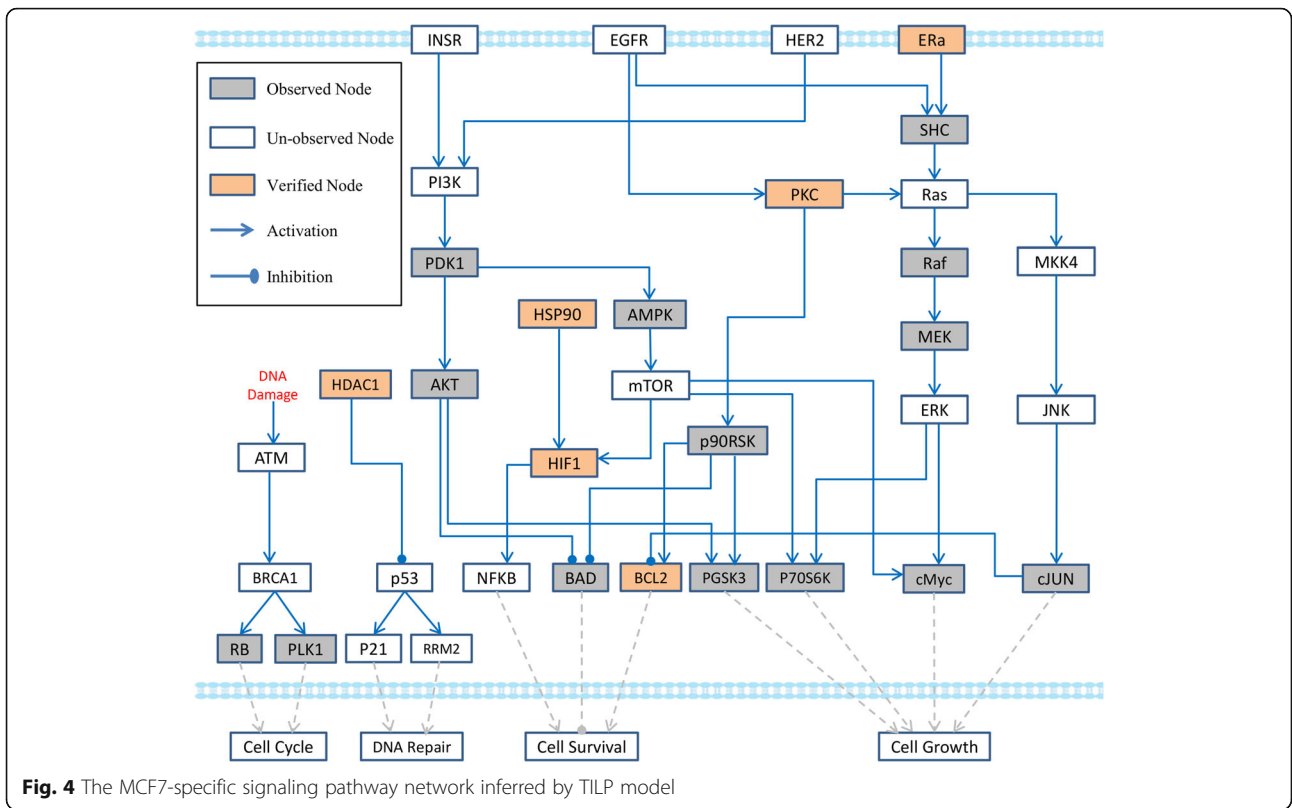 INSR EGFR HER2 ERa
Observed Node
Un-observed Node
Verified Node
Activation
Inhibition
SHC
PI3K PKC Ras
PDK1 Raf MKK4
HSP90 AMPK
MEK
DNA
Damage
HDAC1 AKT mTOR ERK JNK
p90RSK
ATM HIF1
BRCA1 p53 NFKB BAD BCL2 PGSK3 P70S6K cMyc cJUN
RB PLK1 P21 RRM2
Cell Cycle DNA Repair Cell Survival Cell Growth
Fig. 4 The MCF7-specific signaling pathway network inferred by TILP model